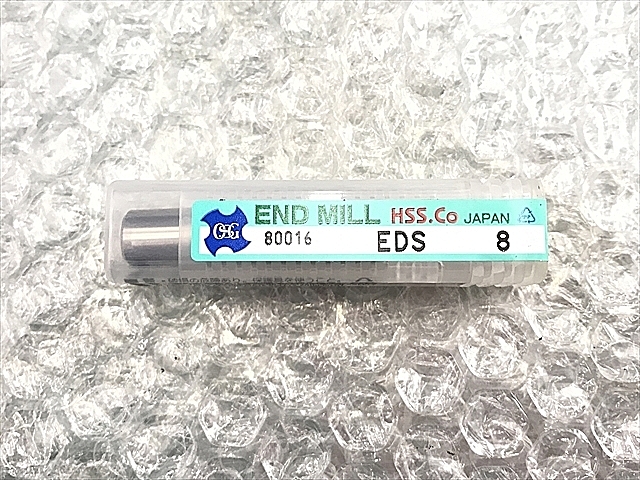 OSG END MILL HSS.Co JAPAN
80016 EDS 8